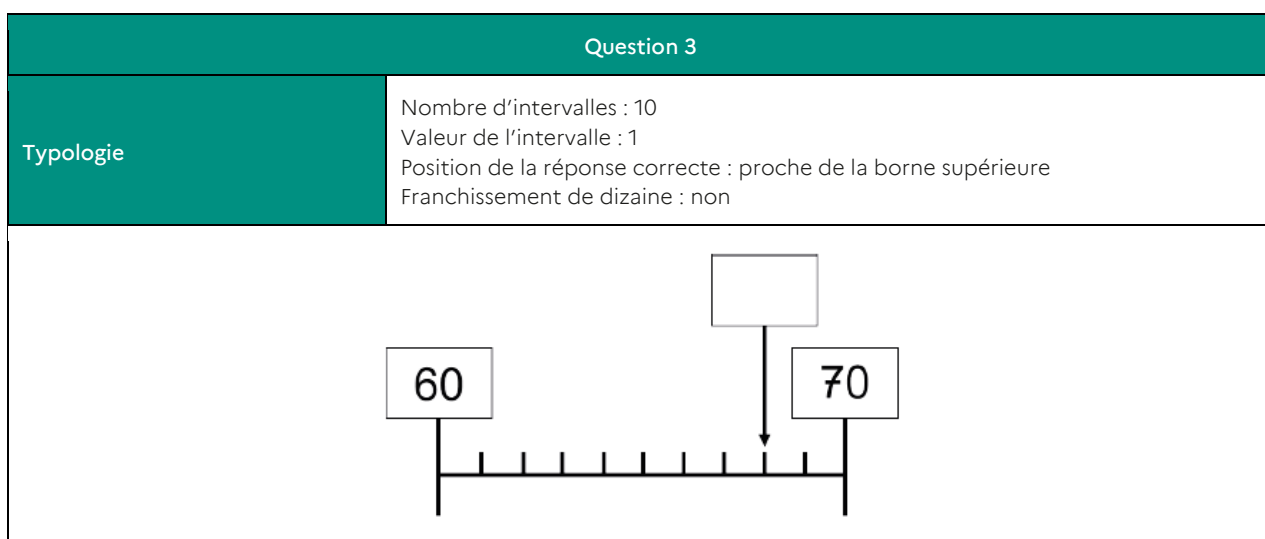 Question 3
Typologie
Nombre d’intervalles : 10
Valeur de l’intervalle : 1
Position de la réponse correcte : proche de la borne supérieure
Franchissement de dizaine : non
60
70